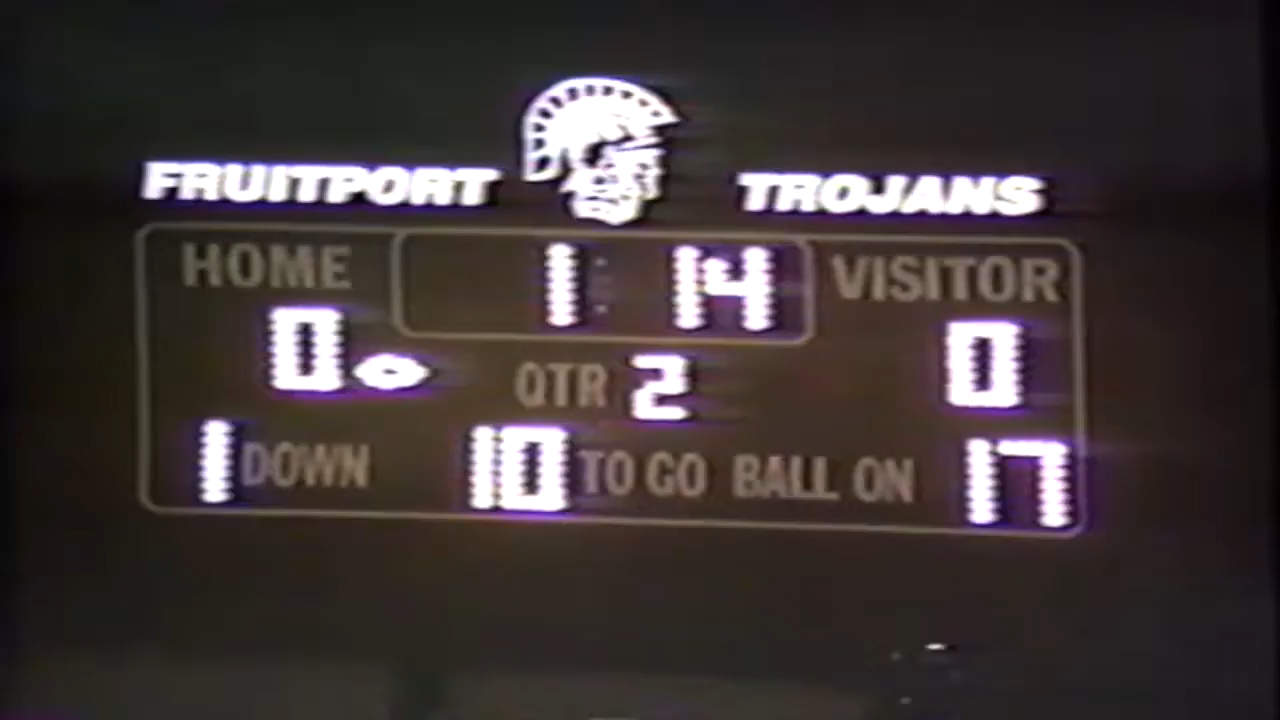 FRUITPORT TROJANS
HOME 1:14 VISITOR
0 QTR 2 0
1 DOWN 10 TO GO BALL ON 17